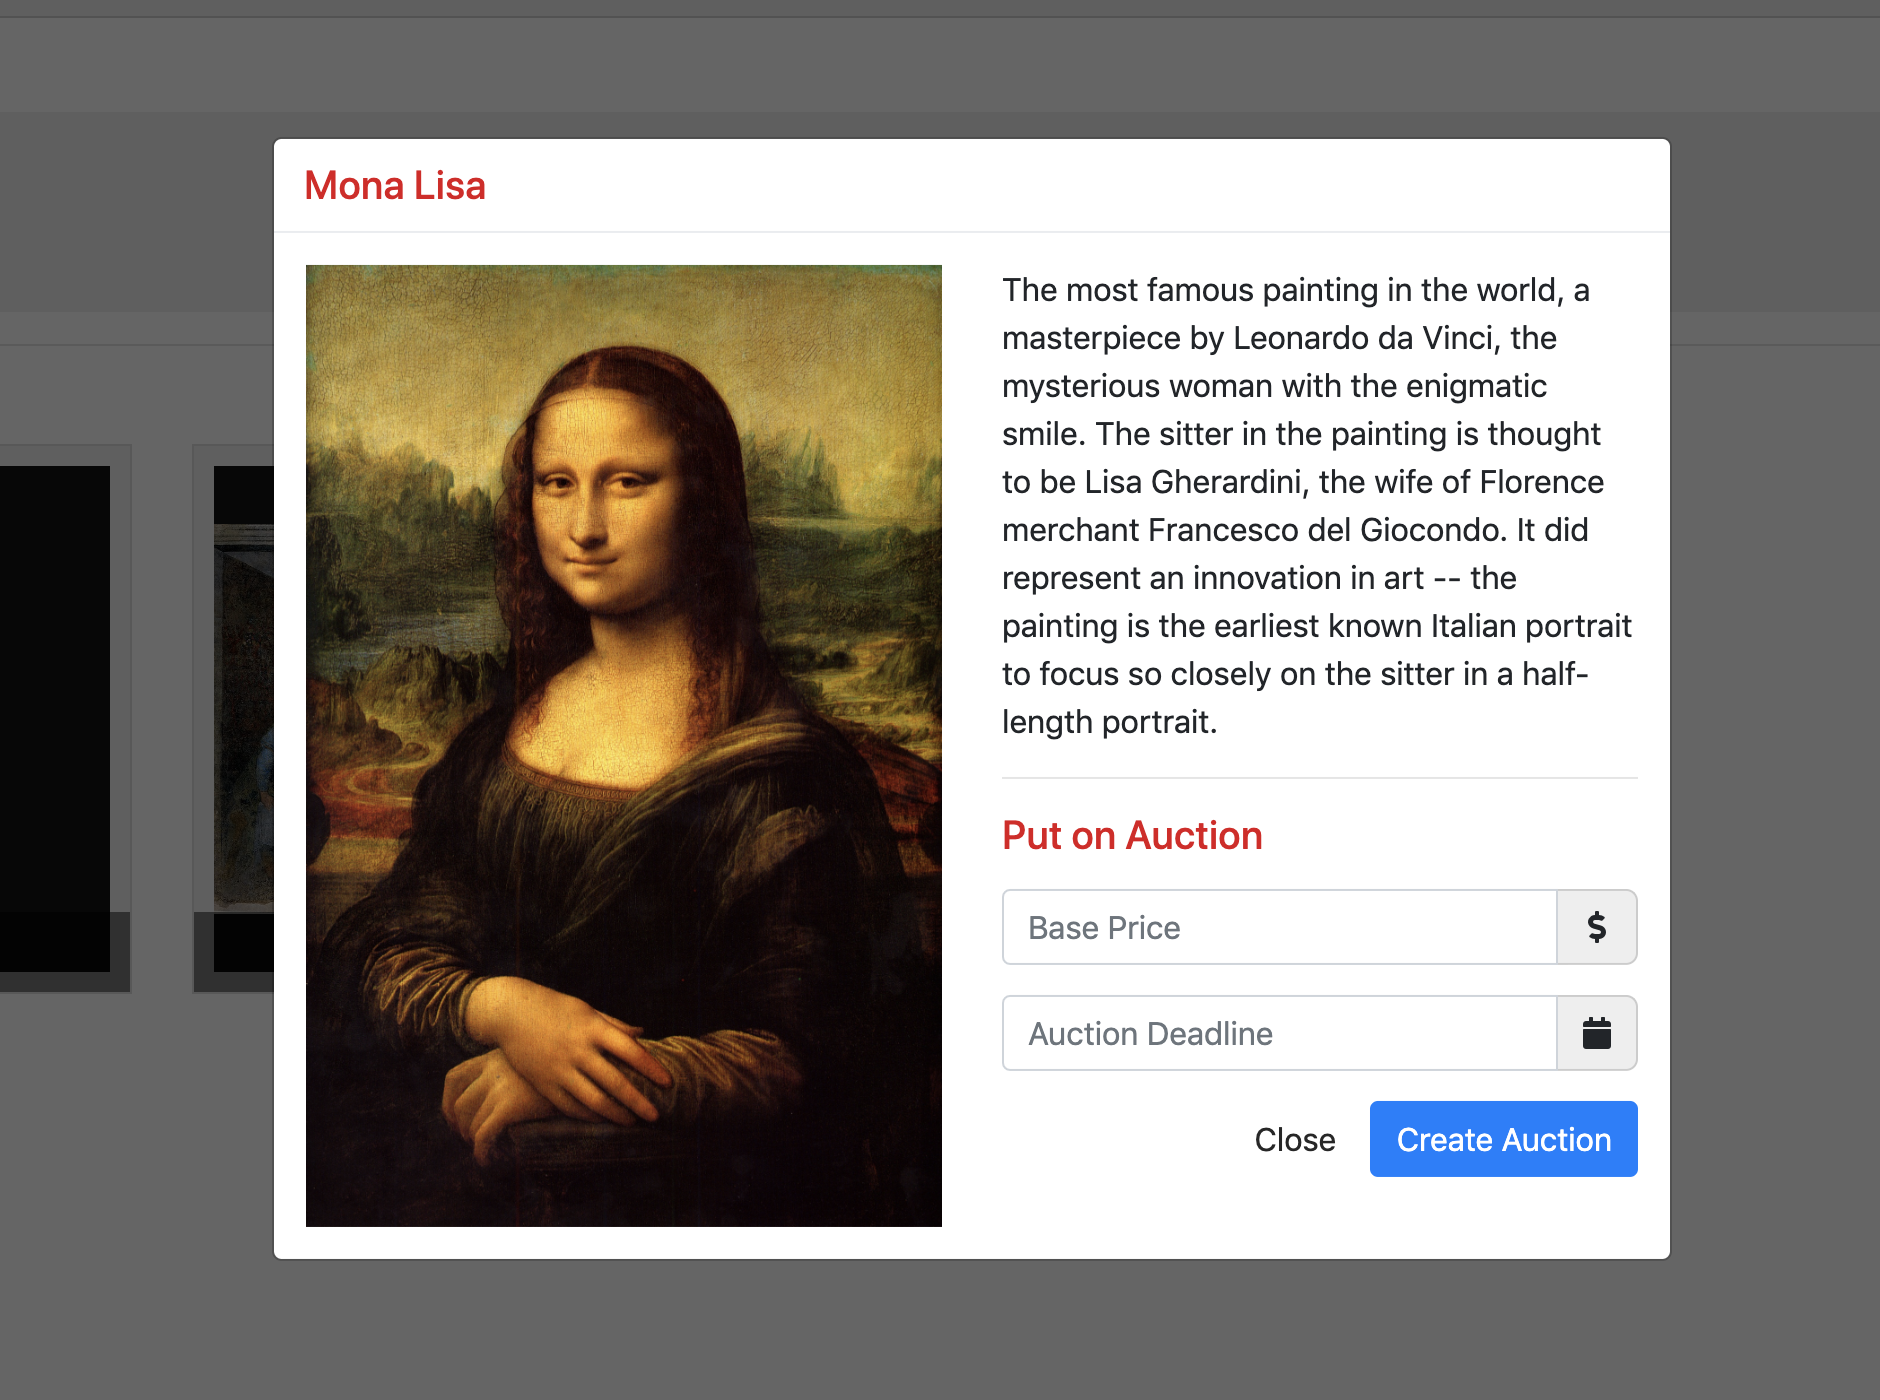 Mona Lisa
The most famous painting in the world, a
masterpiece by Leonardo da Vinci, the
mysterious woman with the enigmatic
smile. The sitter in the painting is thought
to be Lisa Gherardini, the wife of Florence
merchant Francesco del Giocondo. It did
represent an innovation in art -- the
painting is the earliest known Italian portrait
to focus so closely on the sitter in a half-
length portrait.
Put on Auction
Base Price $
Auction Deadline
Close Create Auction